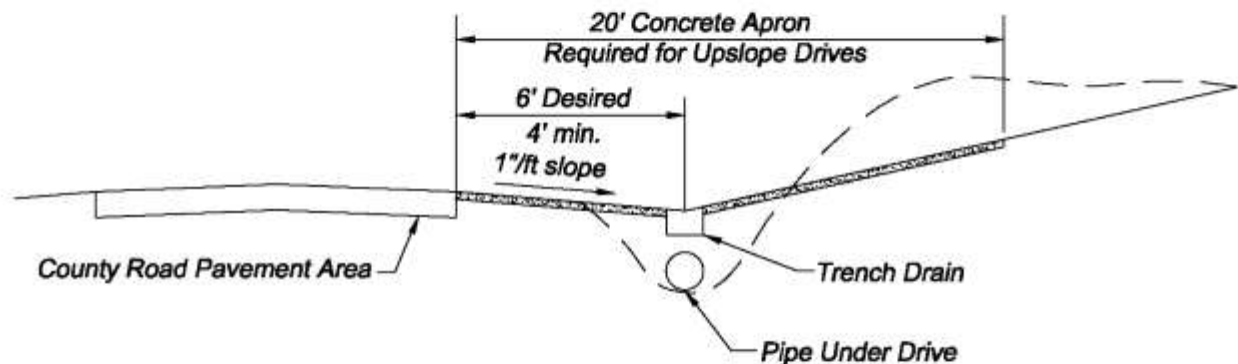 20' Concrete Apron
Required for Upslope Drives
6' Desired
4' min.
1"/ft slope
County Road Pavement Area
Trench Drain
Pipe Under Drive